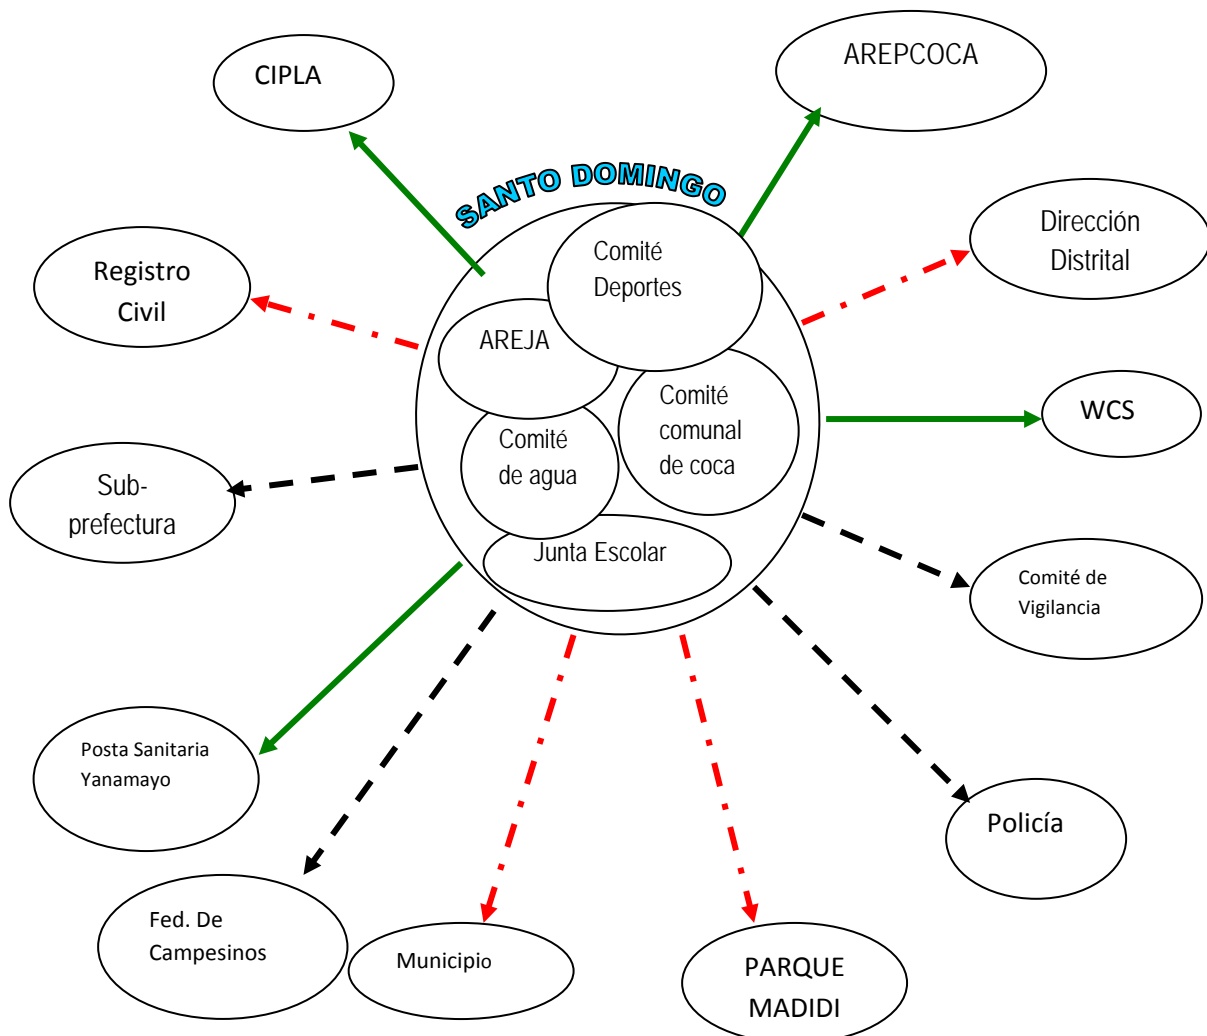 CIPLA
AREPCOCA
SANTO DOMINGO
Dirección
Distrital
Registro
Civil
Comité
Deportes
AREJA
Comité
comunal
de coca
WCS
Comité
de agua
Sub-
prefectura
Junta Escolar
Comité de
Vigilancia
Posta Sanitaria
Yanamayo
Policía
Fed. De
Campesinos
Municipio
PARQUE
MADIDI